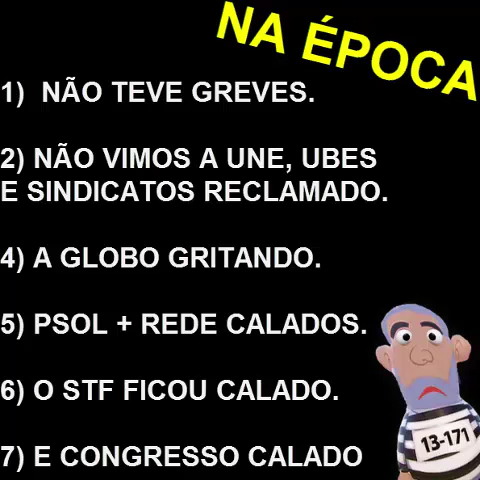 NA ÉPOCA
1) NÃO TEVE GREVES.
2) NÃO VIMOS A UNE, UBES
E SINDICATOS RECLAMADO.
4) A GLOBO GRITANDO.
5) PSOL + REDE CALADOS.
6) O STF FICOU CALADO.
7) E CONGRESSO CALADO
13-171